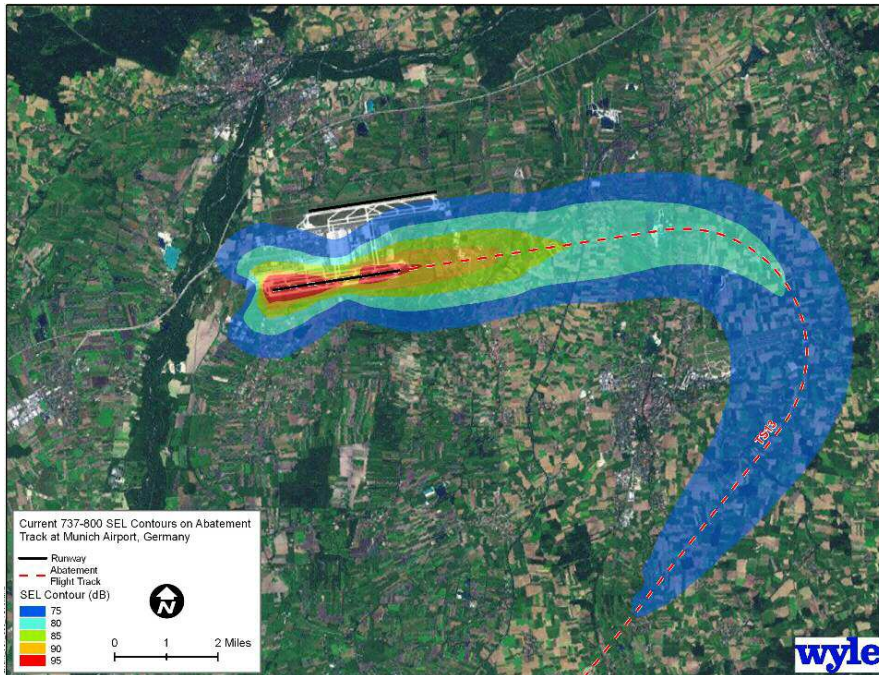 TS13
Current 737-800 SEL Contours on Abatement
Track at Munich Airport, Germany
Runway
Abatement
Flight Track
SEL Contour (dB)
75
80
85
90
95
N
0 1 2 Miles
wyle